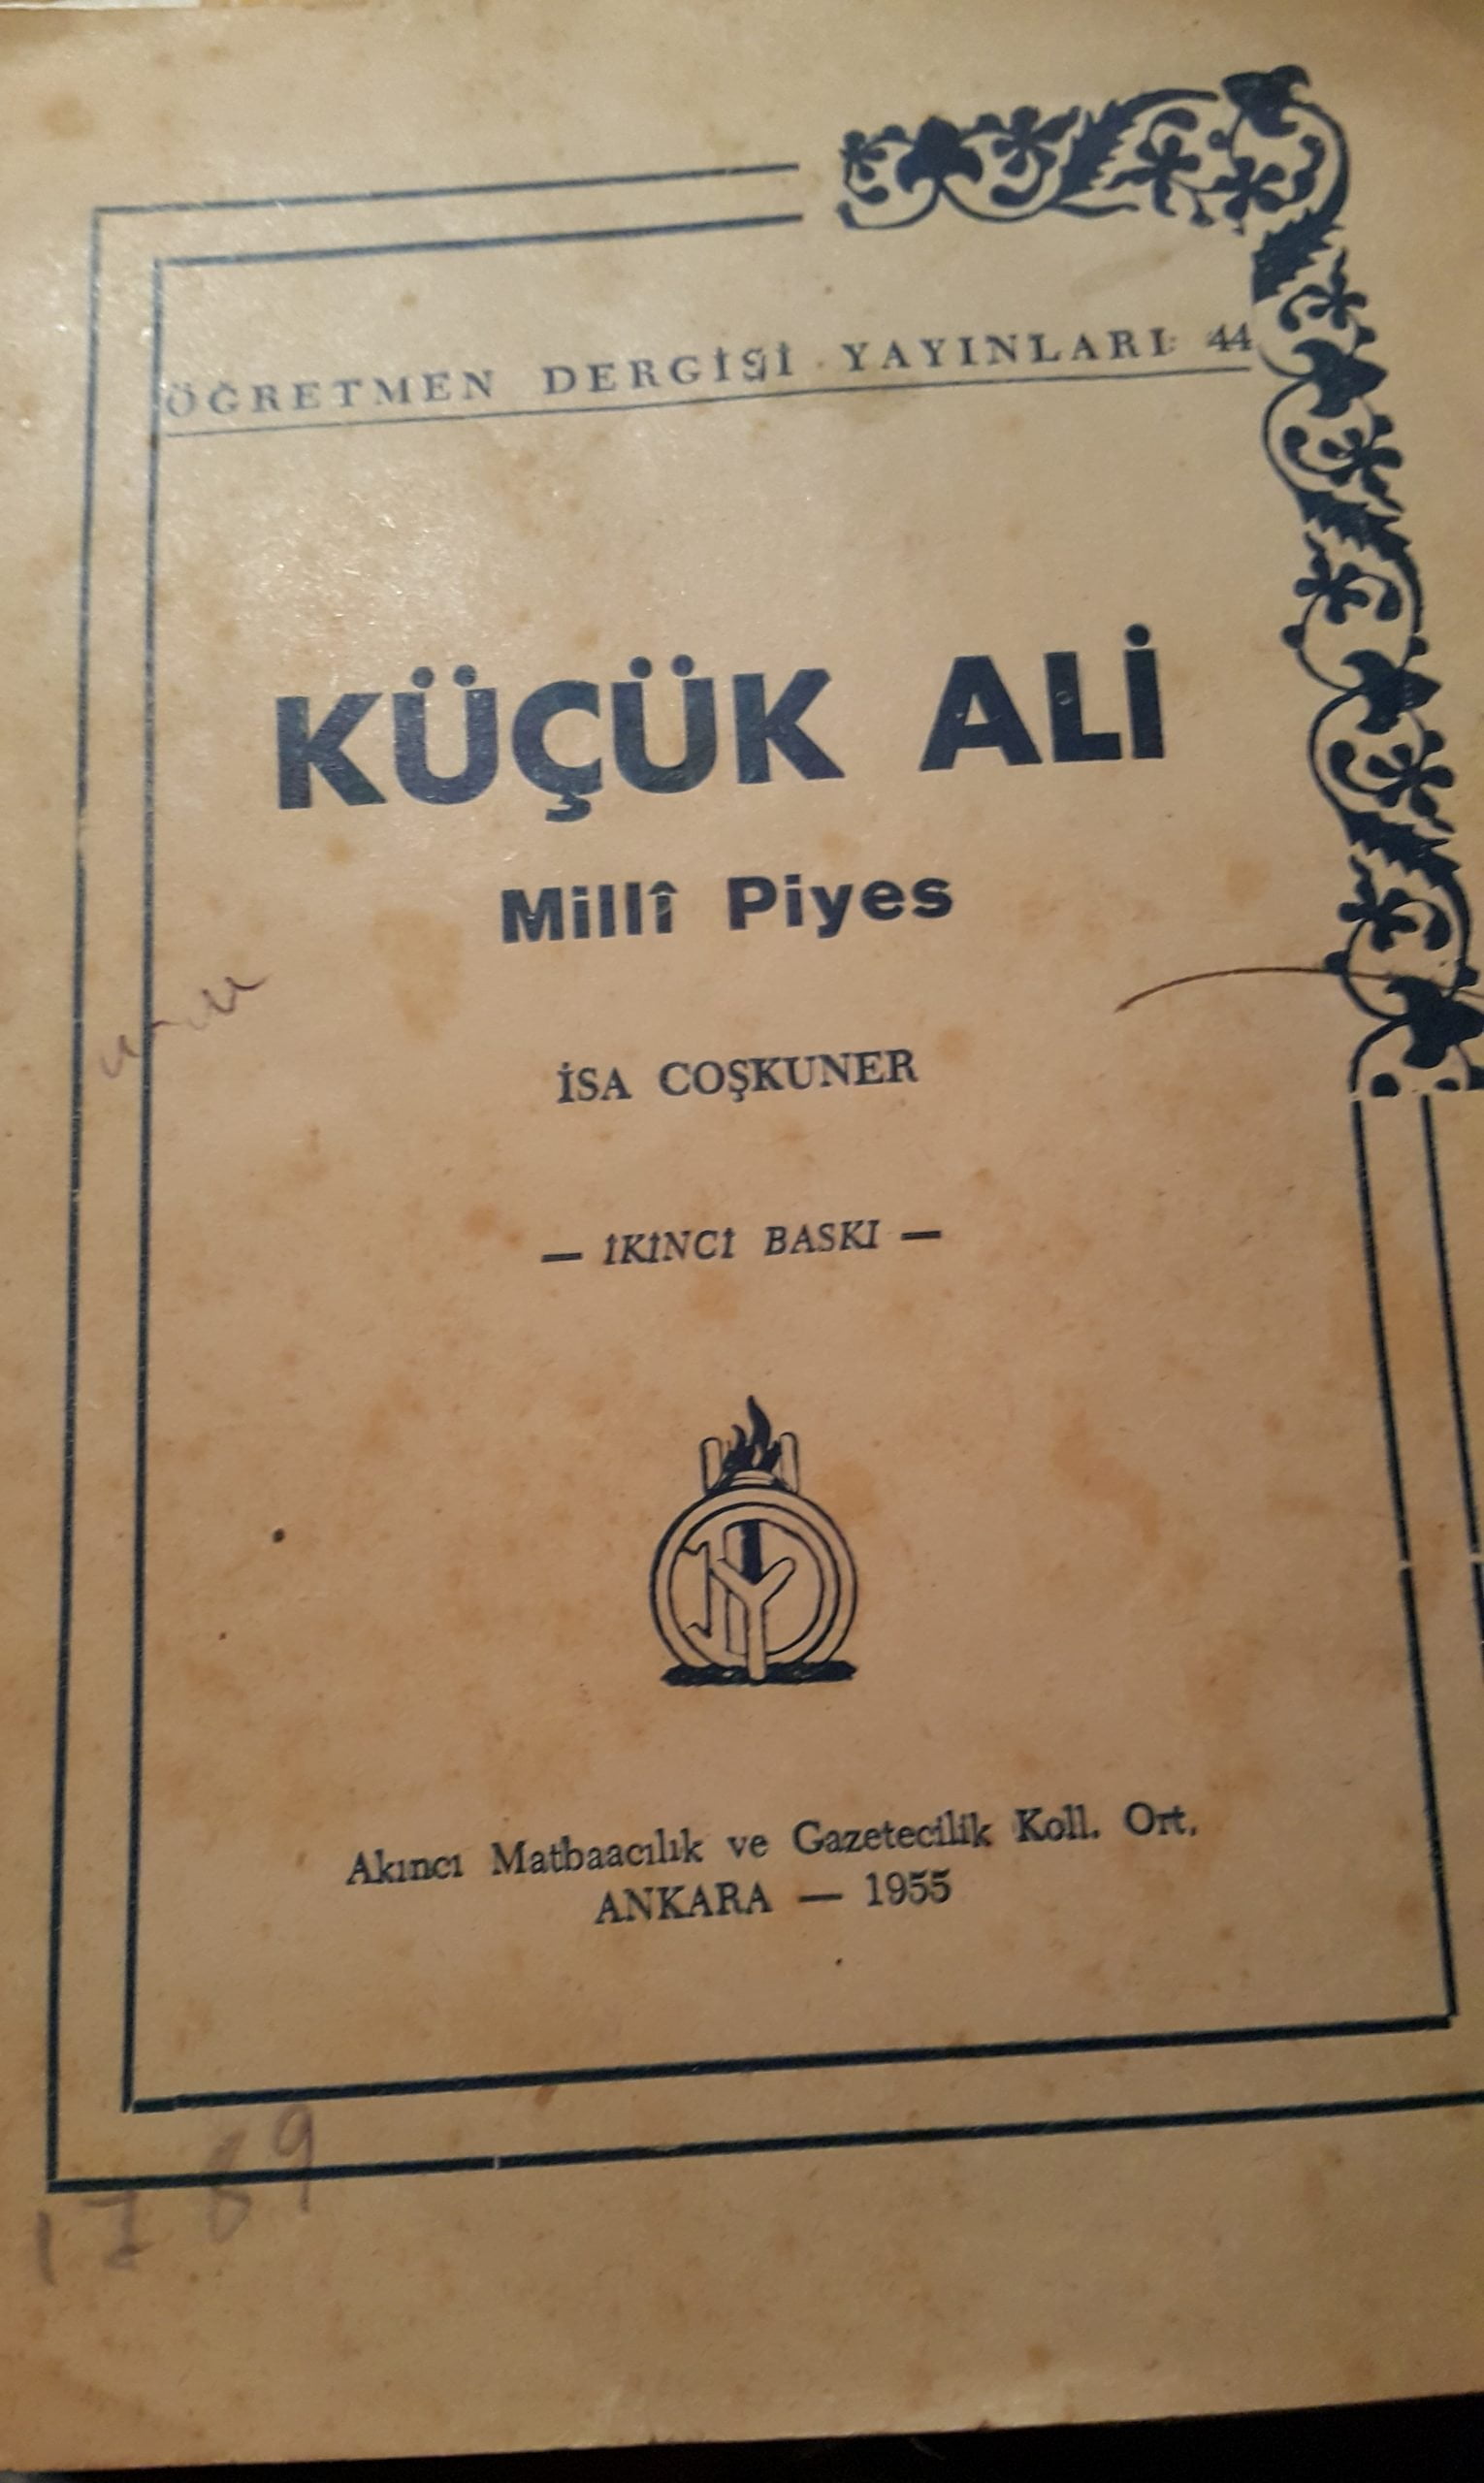 ÖĞRETMEN DERGİSİ YAYINLARI: 44
KÜÇÜK ALİ
Millî Piyes
İSA COŞKUNER
— İKİNCİ BASKI —
Akıncı Matbaacılık ve Gazetecilik Koll. Ort.
ANKARA — 1955
1789